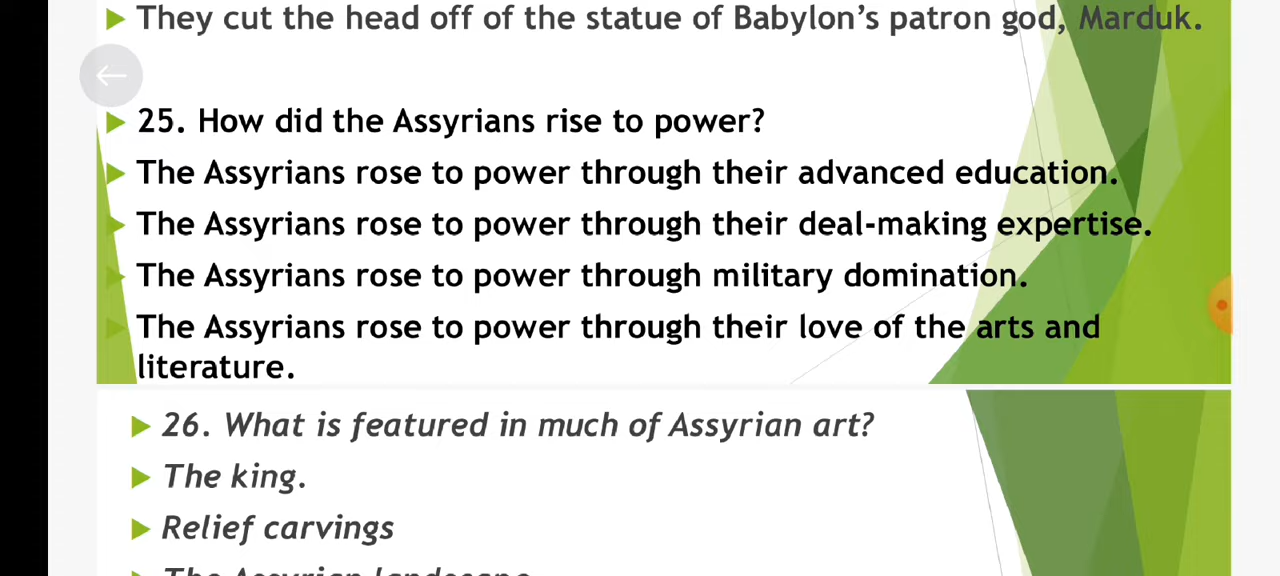 They cut the head off of the statue of Babylon’s patron god, Marduk.
25. How did the Assyrians rise to power?
The Assyrians rose to power through their advanced education.
The Assyrians rose to power through their deal-making expertise.
The Assyrians rose to power through military domination.
The Assyrians rose to power through their love of the arts and
literature.
26. What is featured in much of Assyrian art?
The king.
Relief carvings
The Assyrian landscape